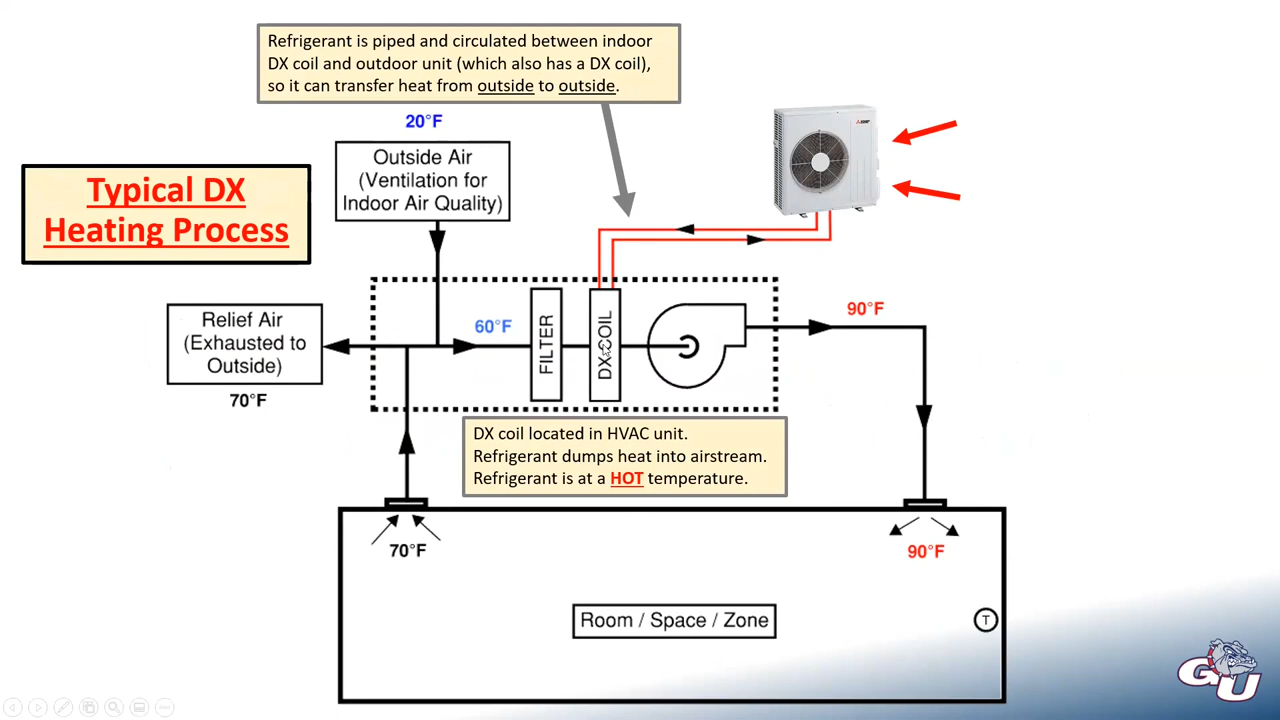 Refrigerant is piped and circulated between indoor
DX coil and outdoor unit (which also has a DX coil),
so it can transfer heat from outside to outside.
20°F
Outside Air
(Ventilation for
Indoor Air Quality)
Typical DX
Heating Process
Relief Air
(Exhausted to
Outside)
70°F
60°F
FILTER
DX COIL
90°F
DX coil located in HVAC unit.
Refrigerant dumps heat into airstream.
Refrigerant is at a HOT temperature.
70°F
90°F
Room / Space / Zone
T
GU